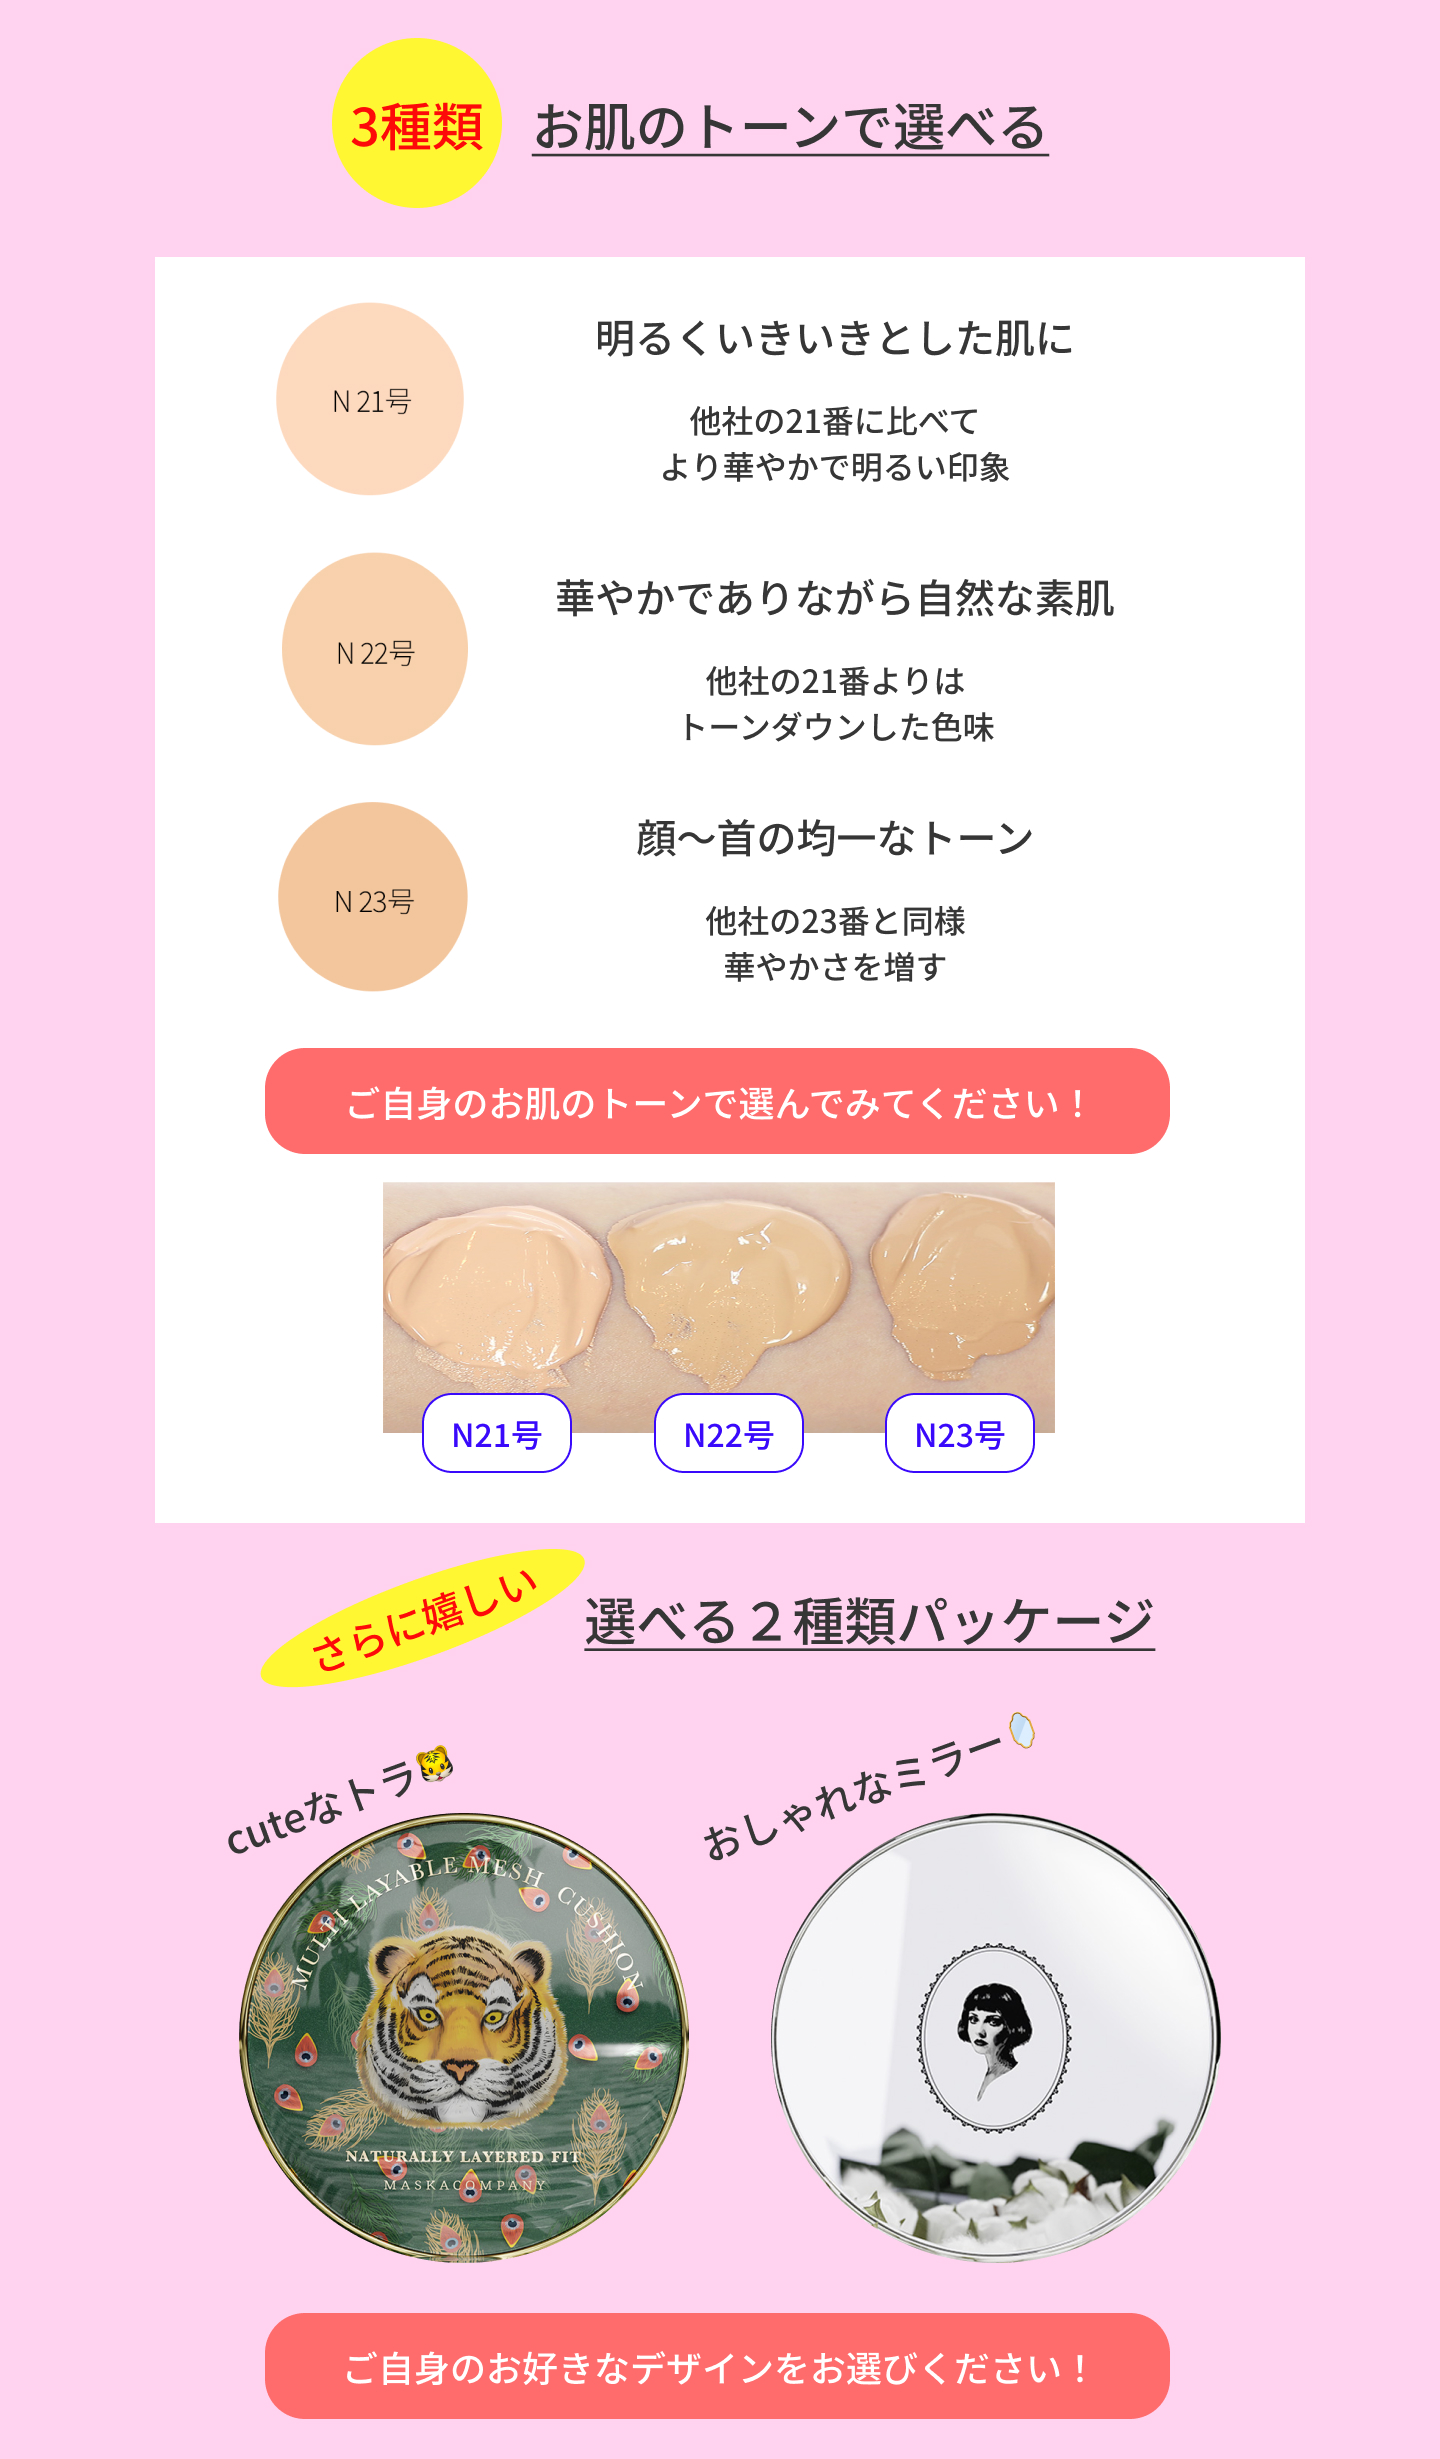 3種類
お肌のトーンで選べる
N 21号
明るくいきいきとした肌に
他社の21番に比べて
より華やかで明るい印象
N 22号
華やかでありながら自然な素肌
他社の21番よりは
トーンダウンした色味
N 23号
顔〜首の均一なトーン
他社の23番と同様
華やかさを増す
ご自身のお肌のトーンで選んでみてください！
N21号
N22号
N23号
さらに嬉しい
選べる２種類パッケージ
cuteなトラ🐯
おしゃれなミラー🪞
MULTI LAYABLE MESH CUSHION
NATURALLY LAYERED FIT
MASKACOMPANY
ご自身のお好きなデザインをお選びください！